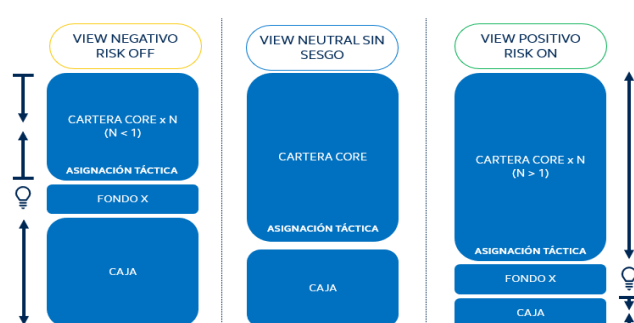 VIEW NEGATIVO
RISK OFF
CARTERA CORE x N
(N < 1)
ASIGNACIÓN TÁCTICA
FONDO X
CAJA
VIEW NEUTRAL SIN
SESGO
CARTERA CORE
ASIGNACIÓN TÁCTICA
CAJA
VIEW POSITIVO
RISK ON
CARTERA CORE x N
(N > 1)
ASIGNACIÓN TÁCTICA
FONDO X
CAJA